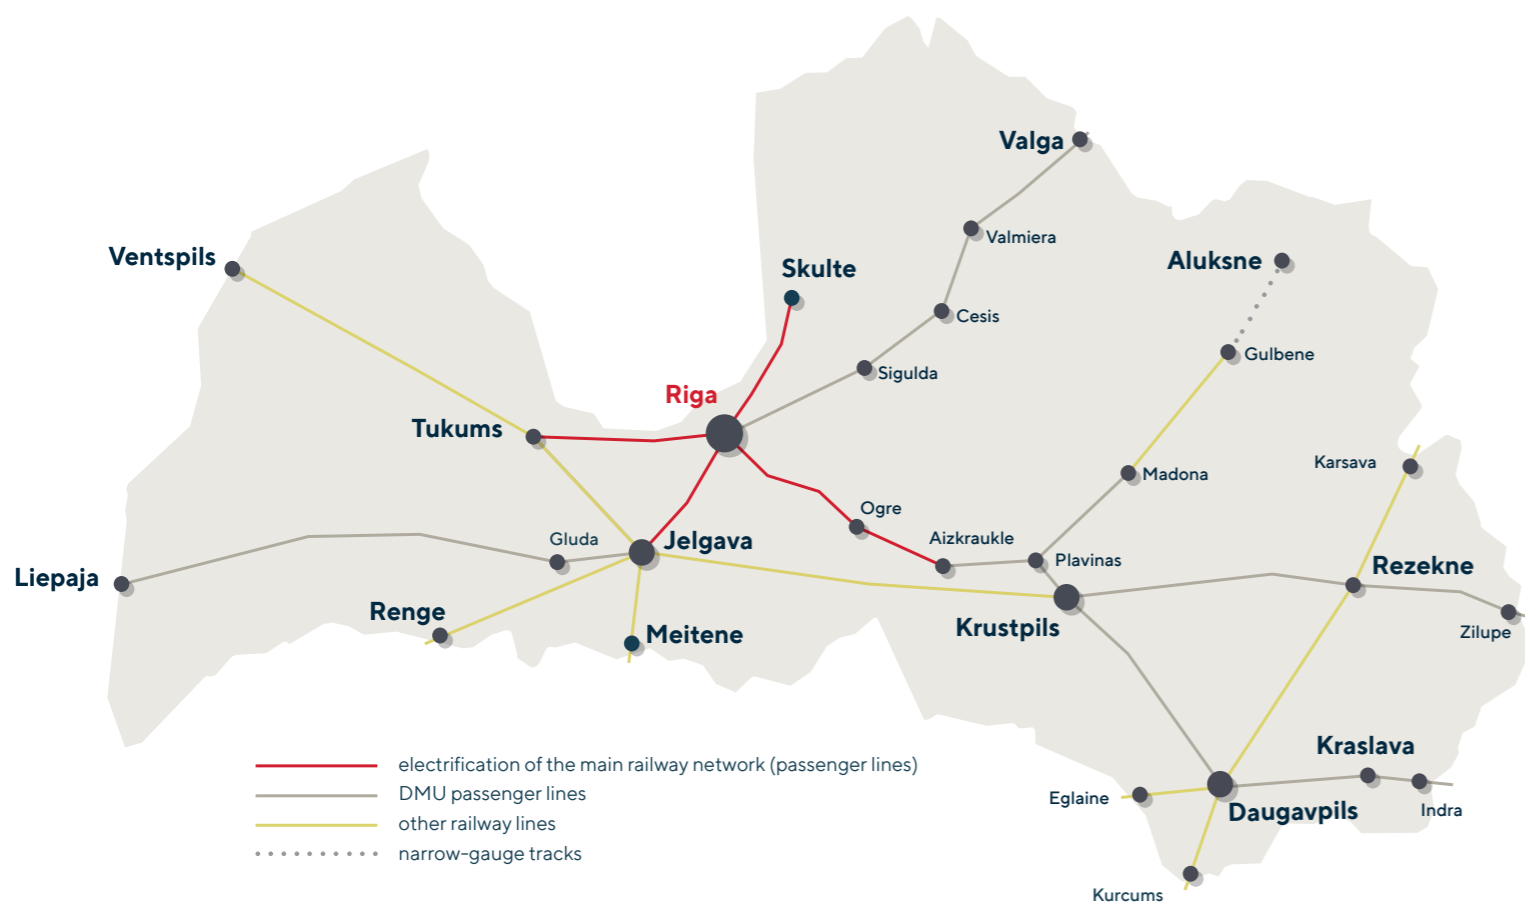 Valga
Valmiera
Ventspils
Skulte
Aluksne
Cesis
Gulbene
Sigulda
Riga
Tukums
Karsava
Madona
Ogre
Gluda
Jelgava
Aizkraukle
Plavinas
Rezekne
Liepaja
Renge
Meitene
Krustpils
Zilupe
Kraslava
electrification of the main railway network (passenger lines)
DMU passenger lines
Eglaine
Daugavpils
Indra
other railway lines
narrow-gauge tracks
Kurcums